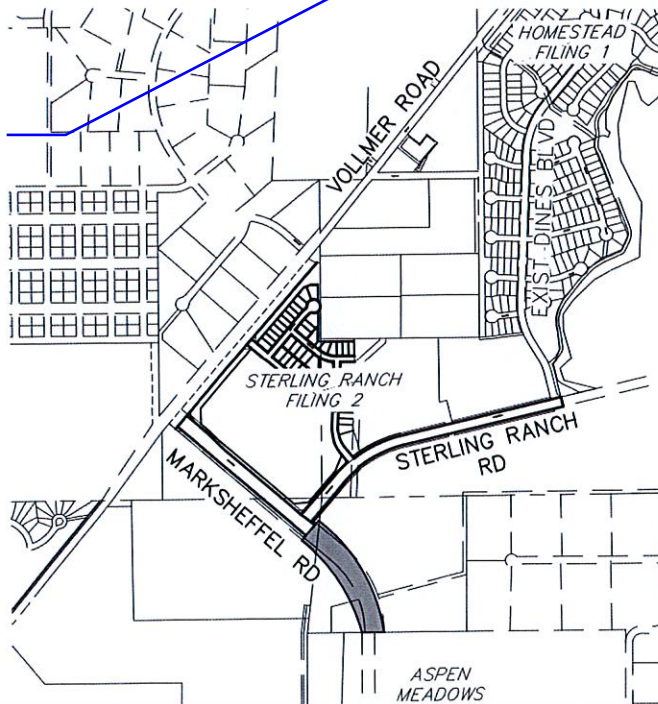 HOMESTEAD
FILING 1
VOLLMER ROAD
EXIST DINES BLVD
STERLING RANCH
FILING 2
STERLING RANCH
RD
MARKSHEFFEL RD
ASPEN
MEADOWS